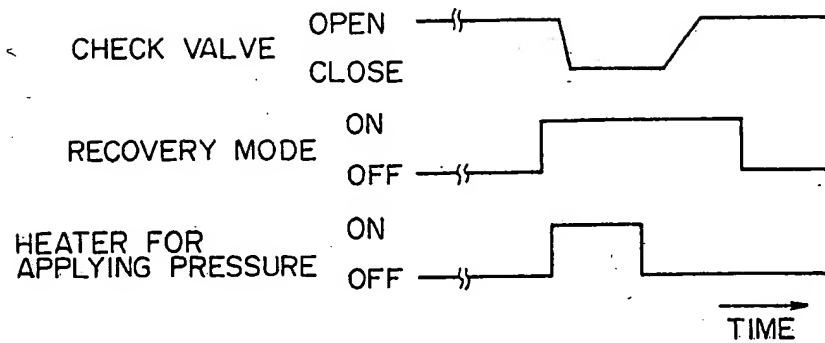 OPEN
CHECK VALVE
CLOSE
ON
RECOVERY MODE
OFF
ON
HEATER FOR
APPLYING PRESSURE
OFF
TIME